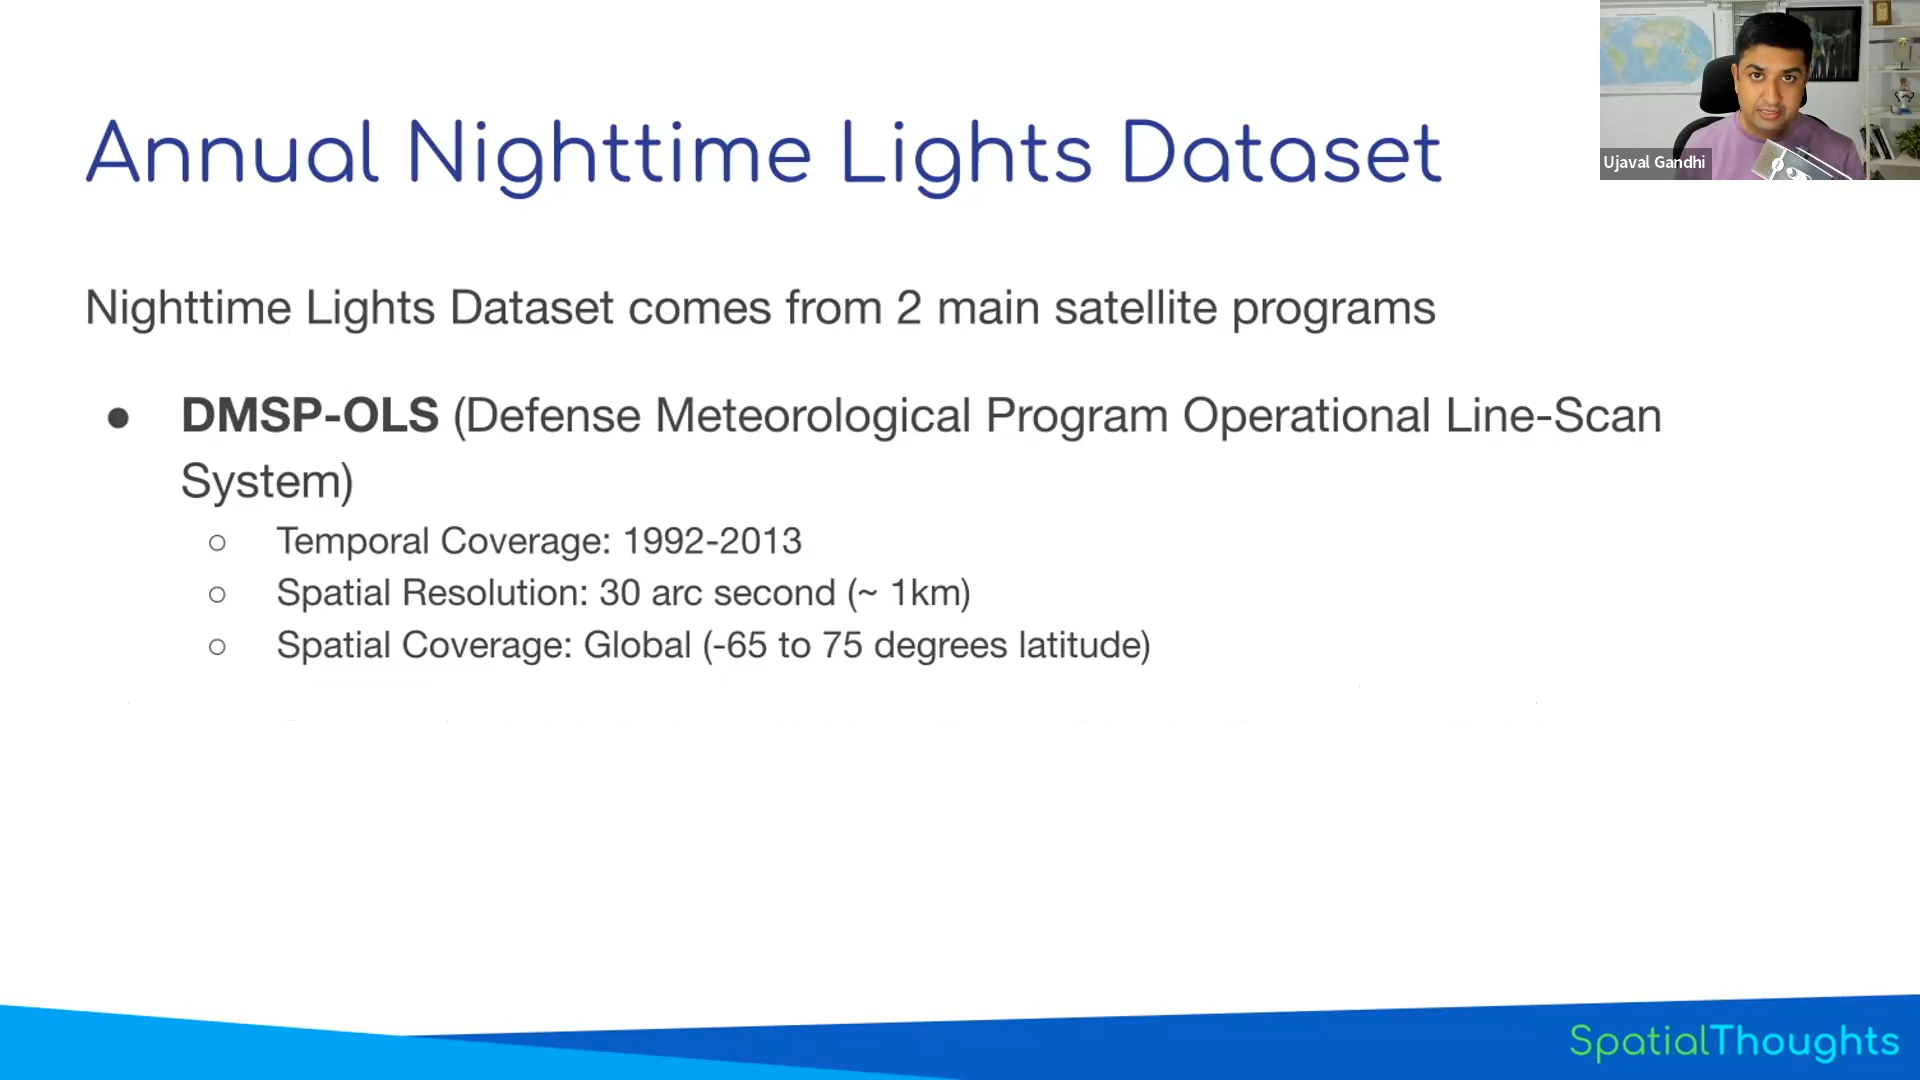 Annual Nighttime Lights Dataset
Ujaval Gandhi
Nighttime Lights Dataset comes from 2 main satellite programs
● DMSP-OLS (Defense Meteorological Program Operational Line-Scan
System)
○ Temporal Coverage: 1992-2013
○ Spatial Resolution: 30 arc second (~ 1km)
○ Spatial Coverage: Global (-65 to 75 degrees latitude)
SpatialThoughts